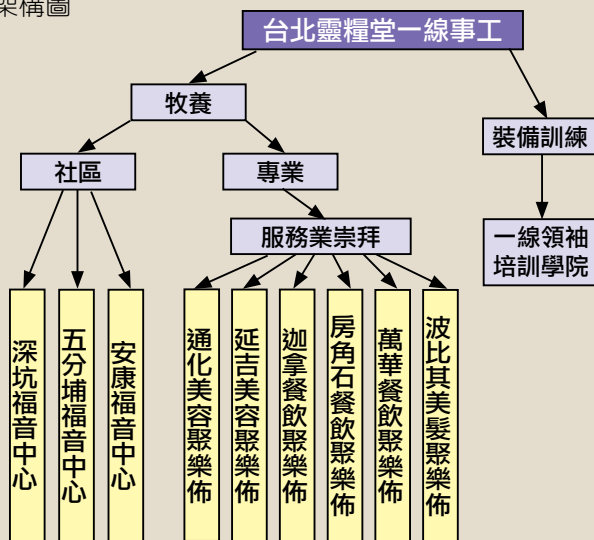 架構圖
台北靈糧堂一線事工
牧養
裝備訓練
社區
專業
服務業崇拜
一線領袖
培訓學院
深坑福音中心
五分埔福音中心
安康福音中心
通化美容聚樂佈
延吉美容聚樂佈
迦拿餐飲聚樂佈
房角石餐飲聚樂佈
萬華餐飲聚樂佈
波比其美髮聚樂佈